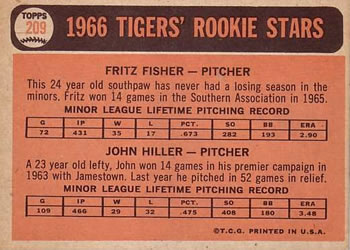 TOPPS
209
1966 TIGERS' ROOKIE STARS
FRITZ FISHER — PITCHER
This 24 year old southpaw has never had a losing season in the
minors. Fritz won 14 games in the Southern Association in 1965.
MINOR LEAGUE LIFETIME PITCHING RECORD
G IP W L PCT. SO BB ERA
72 431 35 17 .673 282 193 2.90
JOHN HILLER — PITCHER
A 23 year old lefty, John won 14 games in his premier campaign in
1963 with Jamestown. Last year he pitched in 52 games in relief.
MINOR LEAGUE LIFETIME PITCHING RECORD
G IP W L PCT. SO BB ERA
109 466 29 32 .475 408 180 3.48
©T.C.G. PRINTED IN U.S.A.